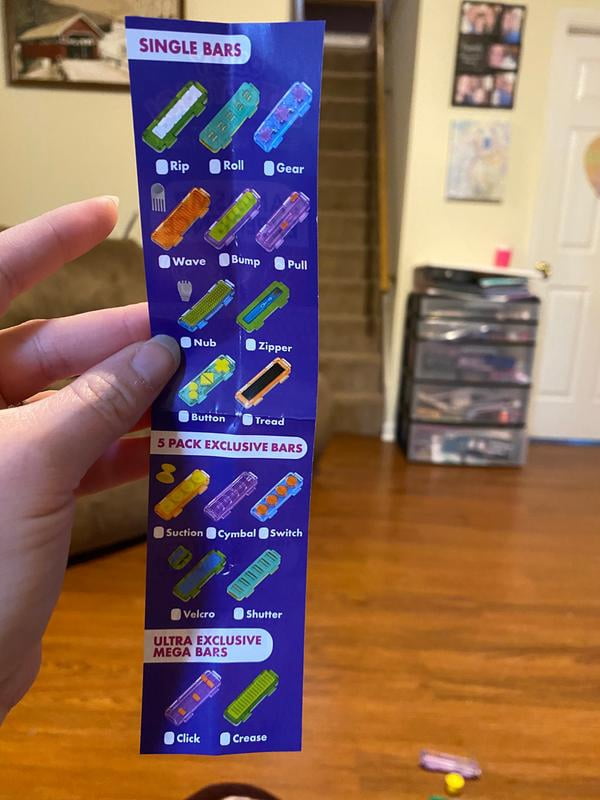 SINGLE BARS
Rip Roll Gear
Wave Bump Pull
Nub Zipper
Button Tread
5 PACK EXCLUSIVE BARS
Suction Cymbal Switch
Velcro Shutter
ULTRA EXCLUSIVE
MEGA BARS
Click Crease